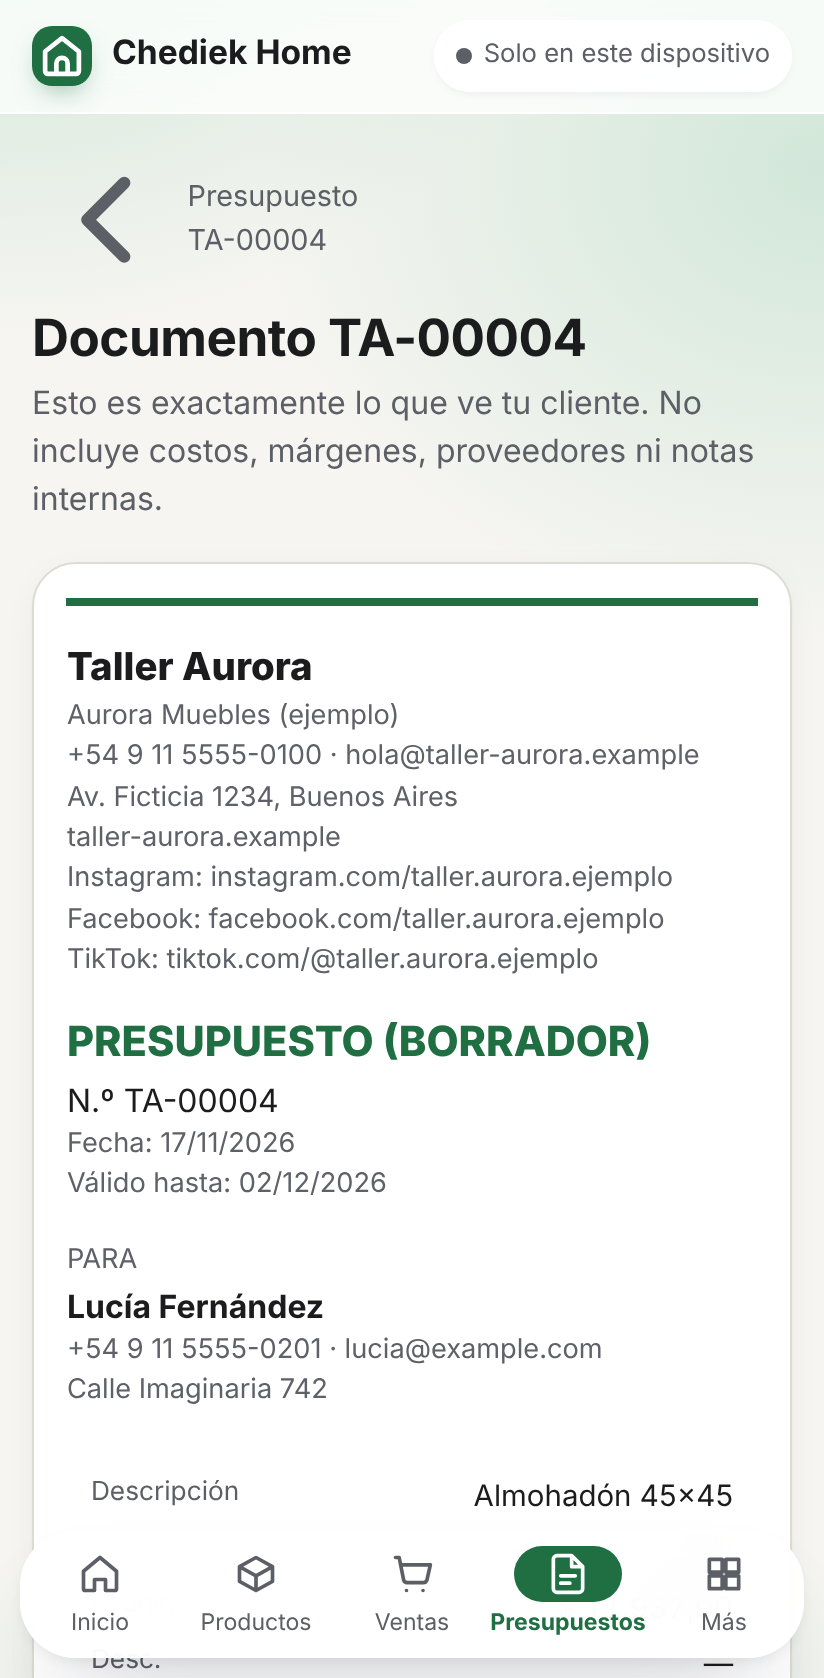 Chediek Home
Solo en este dispositivo
Presupuesto
TA-00004
Documento TA-00004
Esto es exactamente lo que ve tu cliente. No
incluye costos, márgenes, proveedores ni notas
internas.
Taller Aurora
Aurora Muebles (ejemplo)
+54 9 11 5555-0100 · hola@taller-aurora.example
Av. Ficticia 1234, Buenos Aires
taller-aurora.example
Instagram: instagram.com/taller.aurora.ejemplo
Facebook: facebook.com/taller.aurora.ejemplo
TikTok: tiktok.com/@taller.aurora.ejemplo
PRESUPUESTO (BORRADOR)
N.º TA-00004
Fecha: 17/11/2026
Válido hasta: 02/12/2026
PARA
Lucía Fernández
+54 9 11 5555-0201 · lucia@example.com
Calle Imaginaria 742
Descripción Almohadón 45×45
Inicio Productos Ventas Presupuestos Más
Desc. —